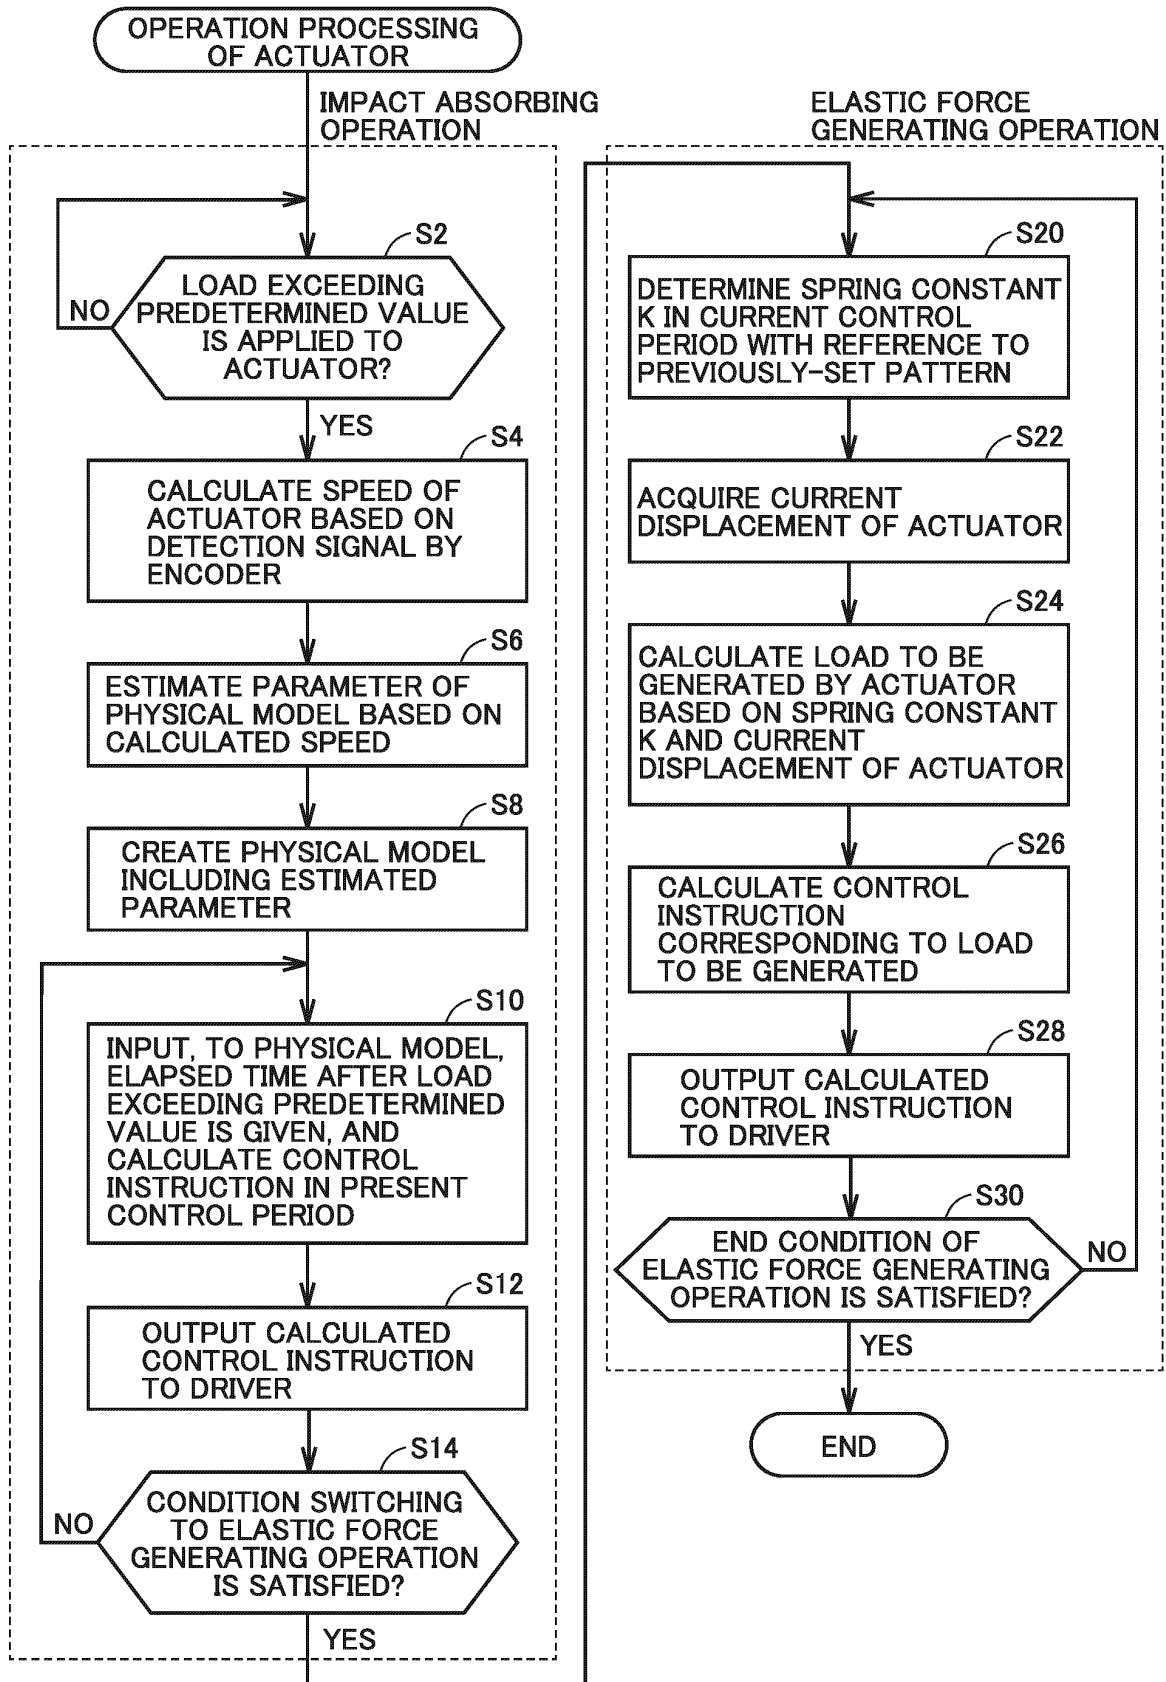 OPERATION PROCESSING
OF ACTUATOR
IMPACT ABSORBING
OPERATION
S2
LOAD EXCEEDING
PREDETERMINED VALUE
IS APPLIED TO
ACTUATOR?
NO
YES
S4
CALCULATE SPEED OF
ACTUATOR BASED ON
DETECTION SIGNAL BY
ENCODER
S6
ESTIMATE PARAMETER OF
PHYSICAL MODEL BASED ON
CALCULATED SPEED
S8
CREATE PHYSICAL MODEL
INCLUDING ESTIMATED
PARAMETER
S10
INPUT, TO PHYSICAL MODEL,
ELAPSED TIME AFTER LOAD
EXCEEDING PREDETERMINED
VALUE IS GIVEN, AND
CALCULATE CONTROL
INSTRUCTION IN PRESENT
CONTROL PERIOD
S12
OUTPUT CALCULATED
CONTROL INSTRUCTION
TO DRIVER
S14
CONDITION SWITCHING
TO ELASTIC FORCE
GENERATING OPERATION
IS SATISFIED?
NO
YES
ELASTIC FORCE
GENERATING OPERATION
S20
DETERMINE SPRING CONSTANT
K IN CURRENT CONTROL
PERIOD WITH REFERENCE TO
PREVIOUSLY-SET PATTERN
S22
ACQUIRE CURRENT
DISPLACEMENT OF ACTUATOR
S24
CALCULATE LOAD TO BE
GENERATED BY ACTUATOR
BASED ON SPRING CONSTANT
K AND CURRENT
DISPLACEMENT OF ACTUATOR
S26
CALCULATE CONTROL
INSTRUCTION
CORRESPONDING TO LOAD
TO BE GENERATED
S28
OUTPUT CALCULATED
CONTROL INSTRUCTION
TO DRIVER
S30
END CONDITION OF
ELASTIC FORCE GENERATING
OPERATION IS SATISFIED?
NO
YES
END